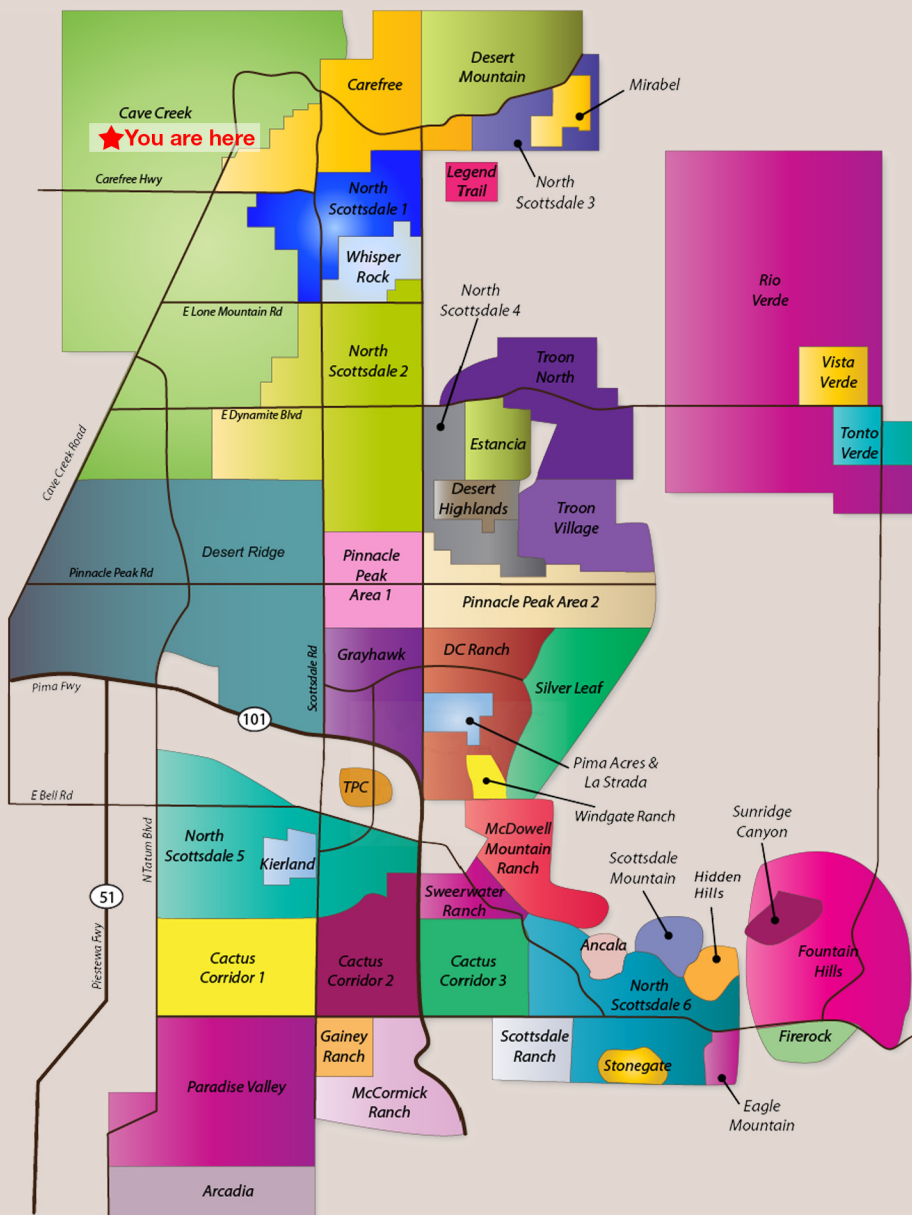 Desert
Mountain
Carefree
Mirabel
Cave Creek
You are here
Carefree Hwy
Legend
Trail
North
Scottsdale 3
North
Scottsdale 1
Whisper
Rock
Rio
Verde
North
Scottsdale 4
E Lone Mountain Rd
North
Scottsdale 2
Troon
North
Vista
Verde
E Dynamite Blvd
Tonto
Verde
Cave Creek Road
Estancia
Desert
Highlands
Troon
Village
Desert Ridge
Pinnacle
Peak
Area 1
Pinnacle Peak Rd
Pinnacle Peak Area 2
Scottsdale Rd
Grayhawk
DC Ranch
Silver Leaf
Pima Fwy
101
Pima Acres &
La Strada
TPC
E Bell Rd
Windgate Ranch
Sunridge
Canyon
N Tatum Blvd
North
Scottsdale 5
Kierland
McDowell
Mountain
Ranch
Scottsdale
Mountain
Hidden
Hills
51
Sweerwater
Ranch
Piestewa Fwy
Cactus
Corridor 1
Cactus
Corridor 2
Cactus
Corridor 3
Ancala
Fountain
Hills
North
Scottsdale 6
Gainey
Ranch
Scottsdale
Ranch
Stonegate
Firerock
Paradise Valley
McCormick
Ranch
Eagle
Mountain
Arcadia